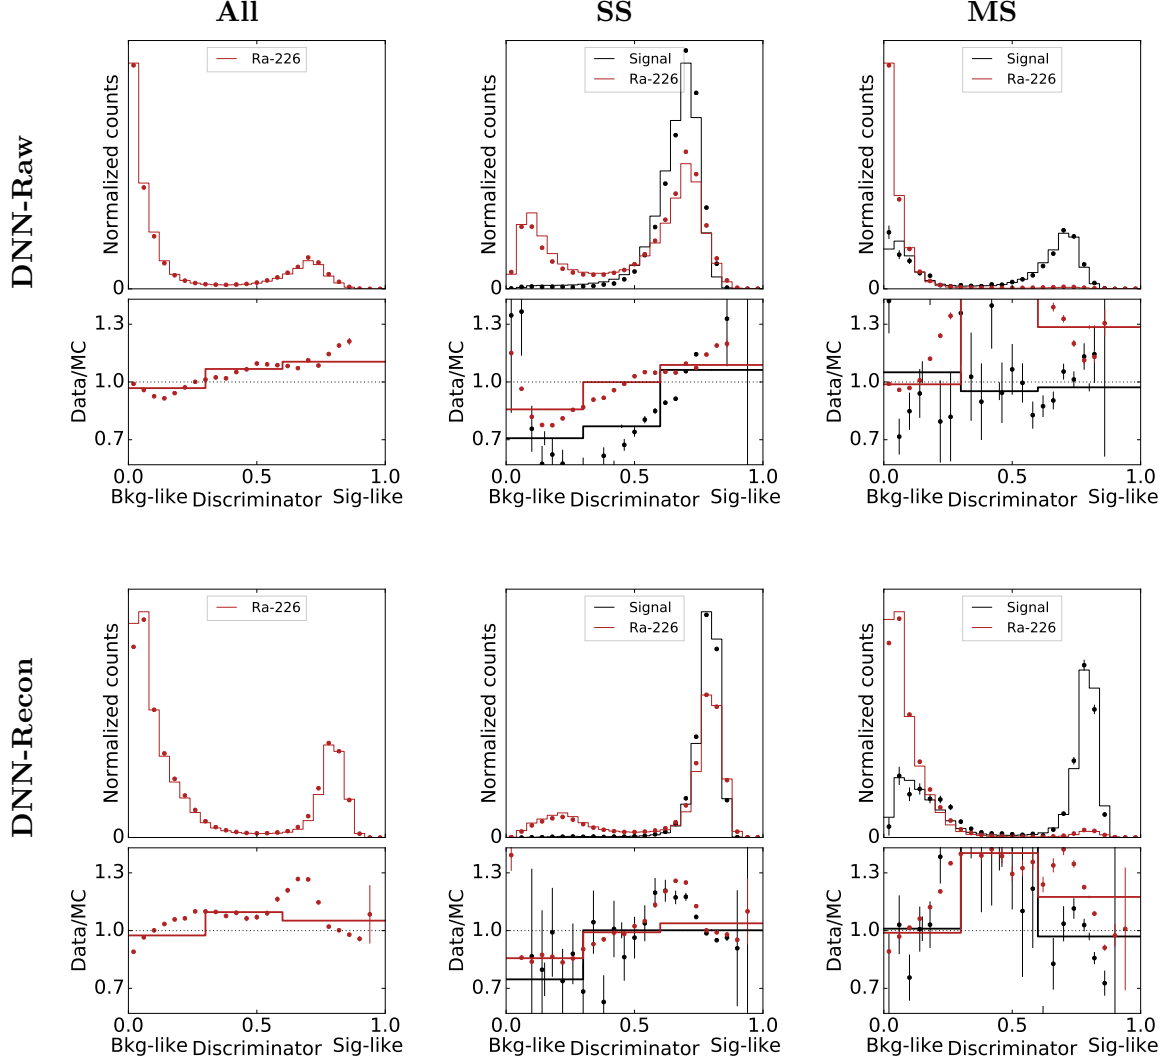 All SS MS
DNN-Raw
Normalized counts
Ra-226
0
Data/MC
1.3
1.0
0.7
0.0 0.5 1.0
Bkg-like Discriminator Sig-like
Normalized counts
Signal
Ra-226
0
Data/MC
1.3
1.0
0.7
0.0 0.5 1.0
Bkg-like Discriminator Sig-like
Normalized counts
Signal
Ra-226
0
Data/MC
1.3
1.0
0.7
0.0 0.5 1.0
Bkg-like Discriminator Sig-like
DNN-Recon
Normalized counts
Ra-226
0
Data/MC
1.3
1.0
0.7
0.0 0.5 1.0
Bkg-like Discriminator Sig-like
Normalized counts
Signal
Ra-226
0
Data/MC
1.3
1.0
0.7
0.0 0.5 1.0
Bkg-like Discriminator Sig-like
Normalized counts
Signal
Ra-226
0
Data/MC
1.3
1.0
0.7
0.0 0.5 1.0
Bkg-like Discriminator Sig-like